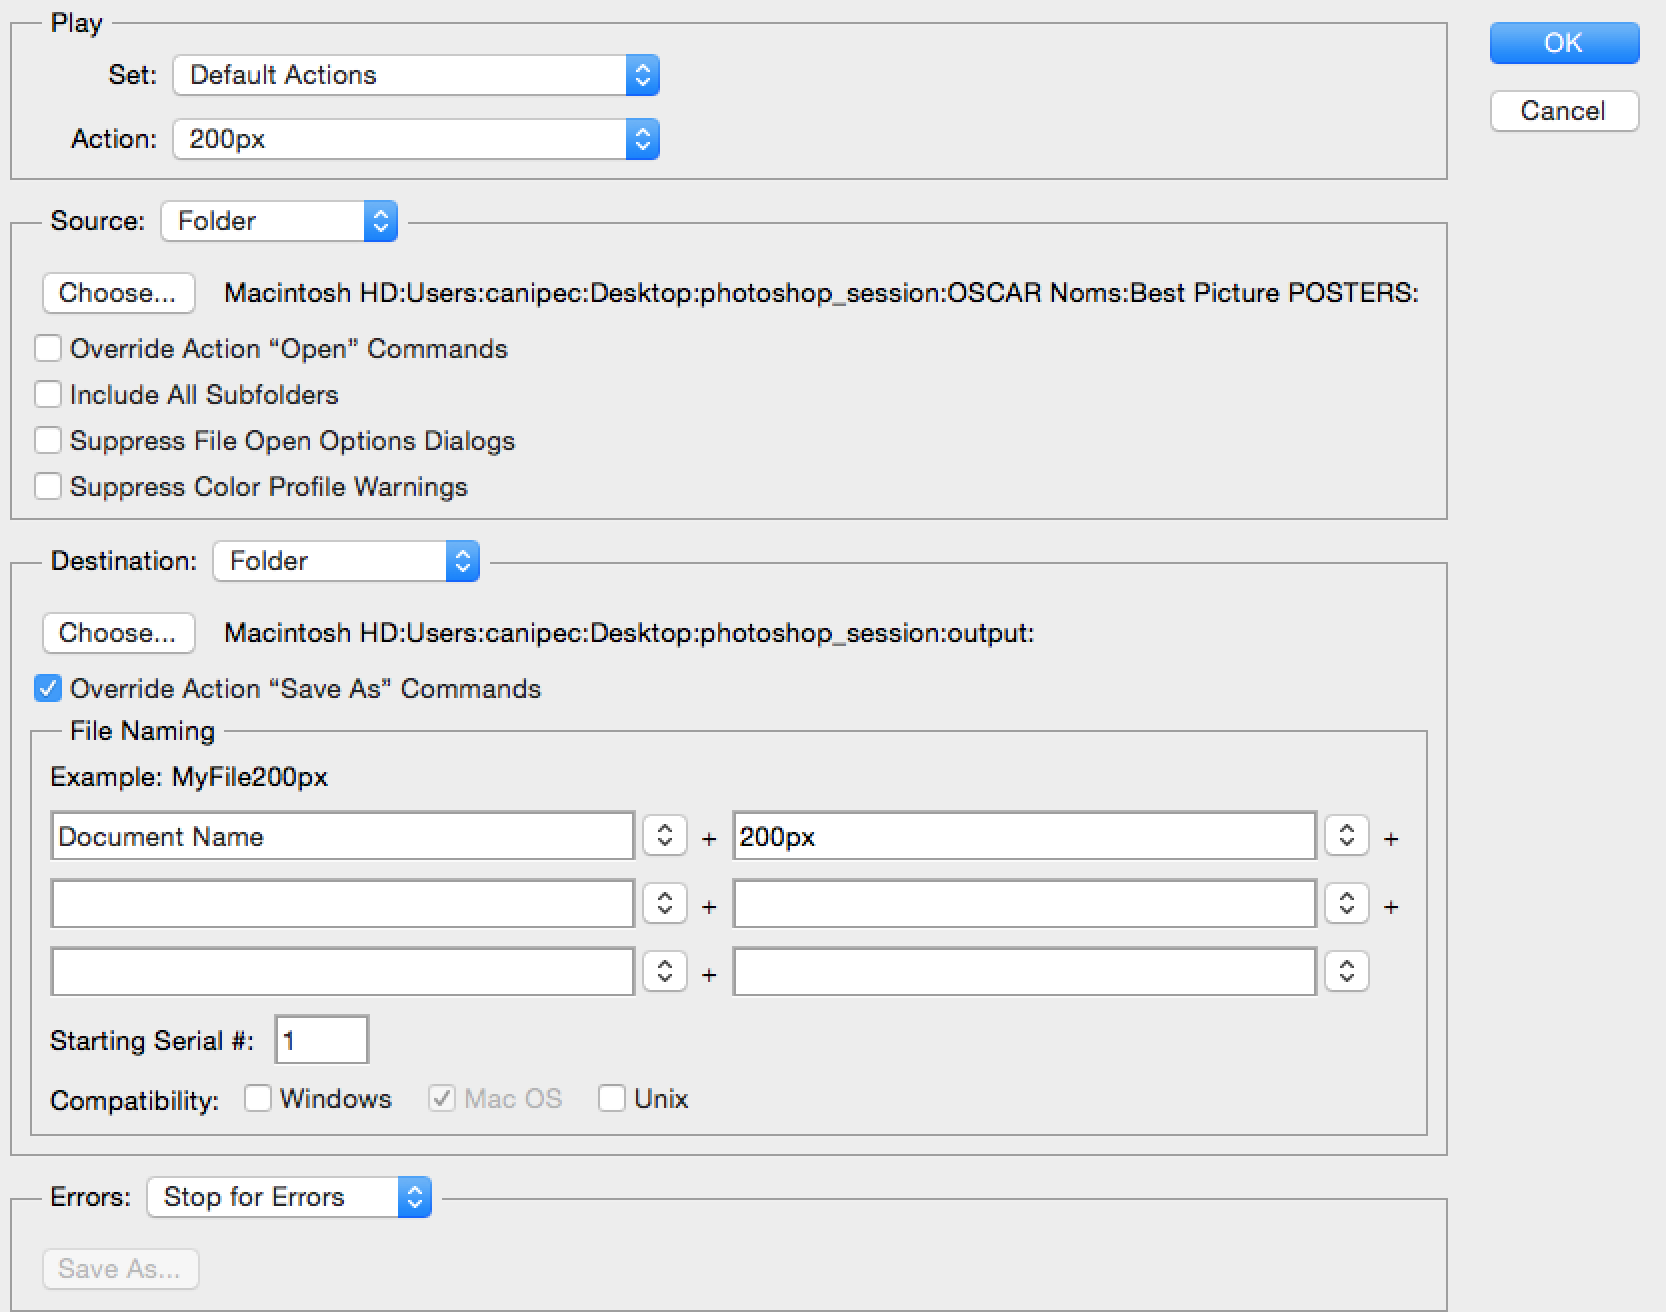 Play
OK
Set: Default Actions
Cancel
Action: 200px
Source: Folder
Choose... Macintosh HD:Users:canipec:Desktop:photoshop_session:OSCAR Noms:Best Picture POSTERS:
Override Action “Open” Commands
Include All Subfolders
Suppress File Open Options Dialogs
Suppress Color Profile Warnings
Destination: Folder
Choose... Macintosh HD:Users:canipec:Desktop:photoshop_session:output:
Override Action “Save As” Commands
File Naming
Example: MyFile200px
Document Name + 200px +
+ +
+
Starting Serial #: 1
Compatibility: Windows Mac OS Unix
Errors: Stop for Errors
Save As...